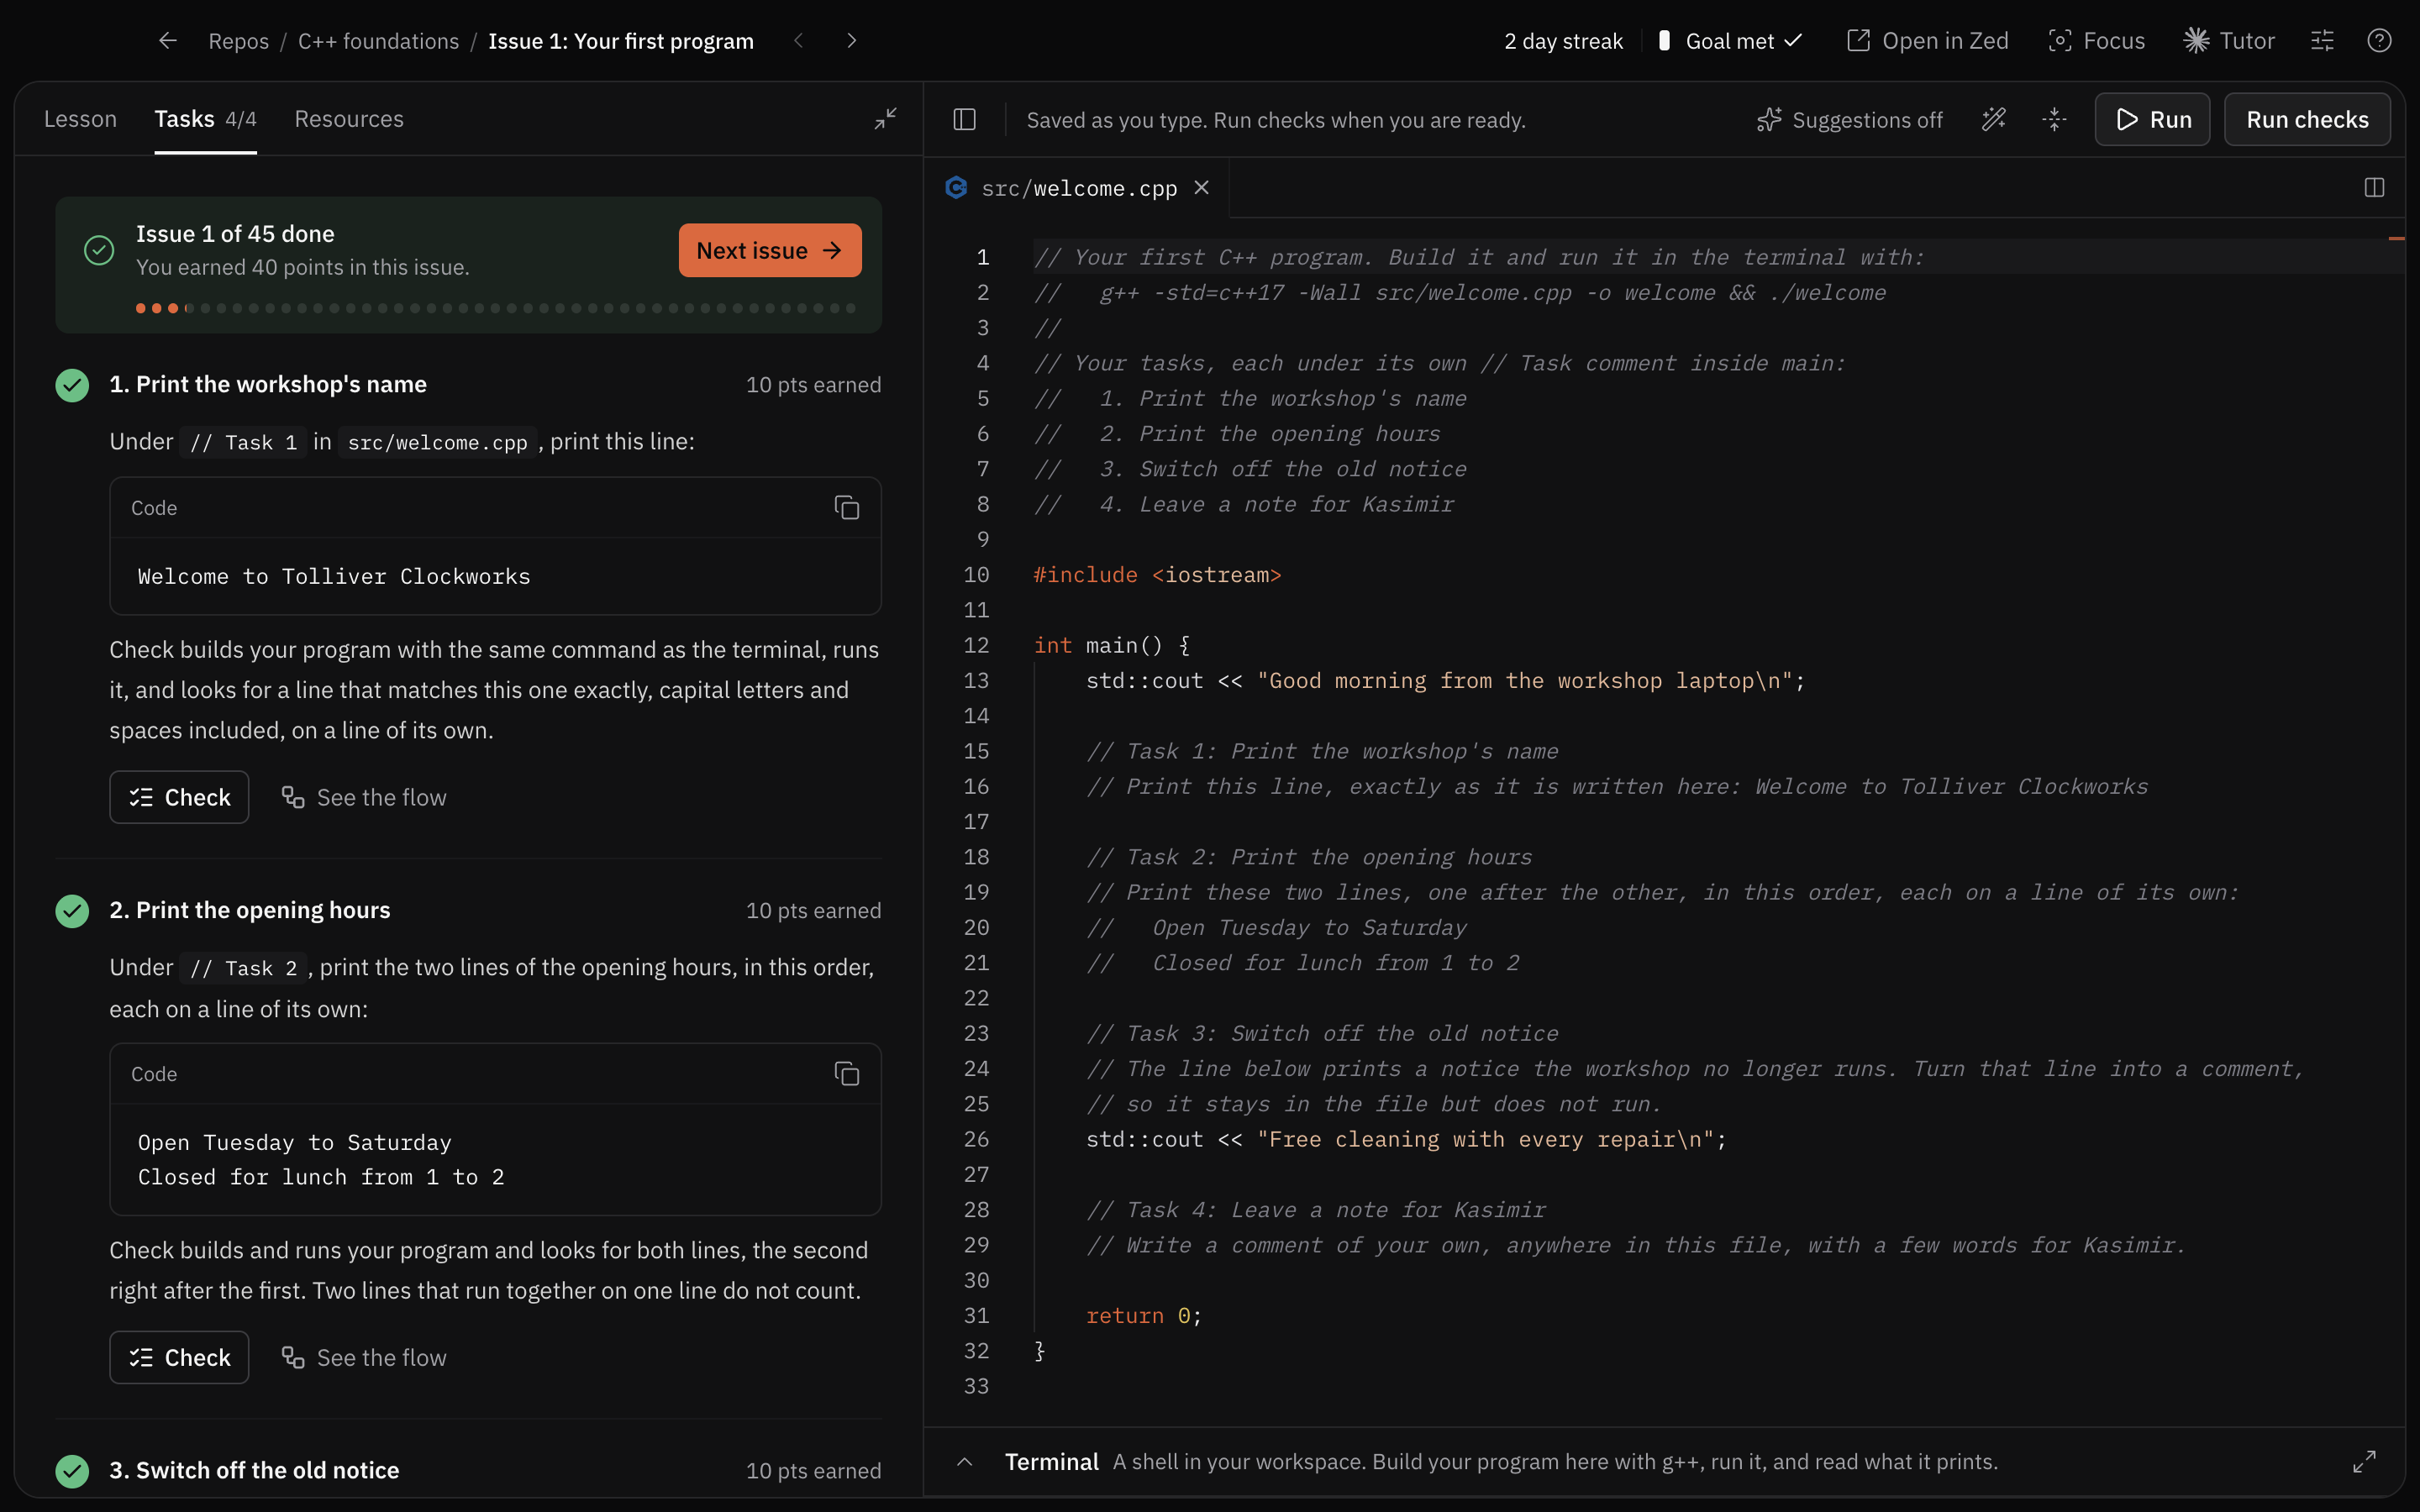 Repos / C++ foundations / Issue 1: Your first program
2 day streak
Goal met
Open in Zed
Focus
Tutor
Lesson
Tasks 4/4
Resources
Issue 1 of 45 done
You earned 40 points in this issue.
Next issue
1. Print the workshop's name
10 pts earned
Under // Task 1 in src/welcome.cpp, print this line:
Code
Welcome to Tolliver Clockworks
Check builds your program with the same command as the terminal, runs
it, and looks for a line that matches this one exactly, capital letters and
spaces included, on a line of its own.
Check
See the flow
2. Print the opening hours
10 pts earned
Under // Task 2, print the two lines of the opening hours, in this order,
each on a line of its own:
Code
Open Tuesday to Saturday
Closed for lunch from 1 to 2
Check builds and runs your program and looks for both lines, the second
right after the first. Two lines that run together on one line do not count.
Check
See the flow
3. Switch off the old notice
10 pts earned
Saved as you type. Run checks when you are ready.
Suggestions off
Run
Run checks
src/welcome.cpp
1 // Your first C++ program. Build it and run it in the terminal with:
2 //   g++ -std=c++17 -Wall src/welcome.cpp -o welcome && ./welcome
3 //
4 // Your tasks, each under its own // Task comment inside main:
5 //   1. Print the workshop's name
6 //   2. Print the opening hours
7 //   3. Switch off the old notice
8 //   4. Leave a note for Kasimir
9
10 #include <iostream>
11
12 int main() {
13     std::cout << "Good morning from the workshop laptop\n";
14
15     // Task 1: Print the workshop's name
16     // Print this line, exactly as it is written here: Welcome to Tolliver Clockworks
17
18     // Task 2: Print the opening hours
19     // Print these two lines, one after the other, in this order, each on a line of its own:
20     //   Open Tuesday to Saturday
21     //   Closed for lunch from 1 to 2
22
23     // Task 3: Switch off the old notice
24     // The line below prints a notice the workshop no longer runs. Turn that line into a comment,
25     // so it stays in the file but does not run.
26     std::cout << "Free cleaning with every repair\n";
27
28     // Task 4: Leave a note for Kasimir
29     // Write a comment of your own, anywhere in this file, with a few words for Kasimir.
30
31     return 0;
32 }
33
Terminal A shell in your workspace. Build your program here with g++, run it, and read what it prints.